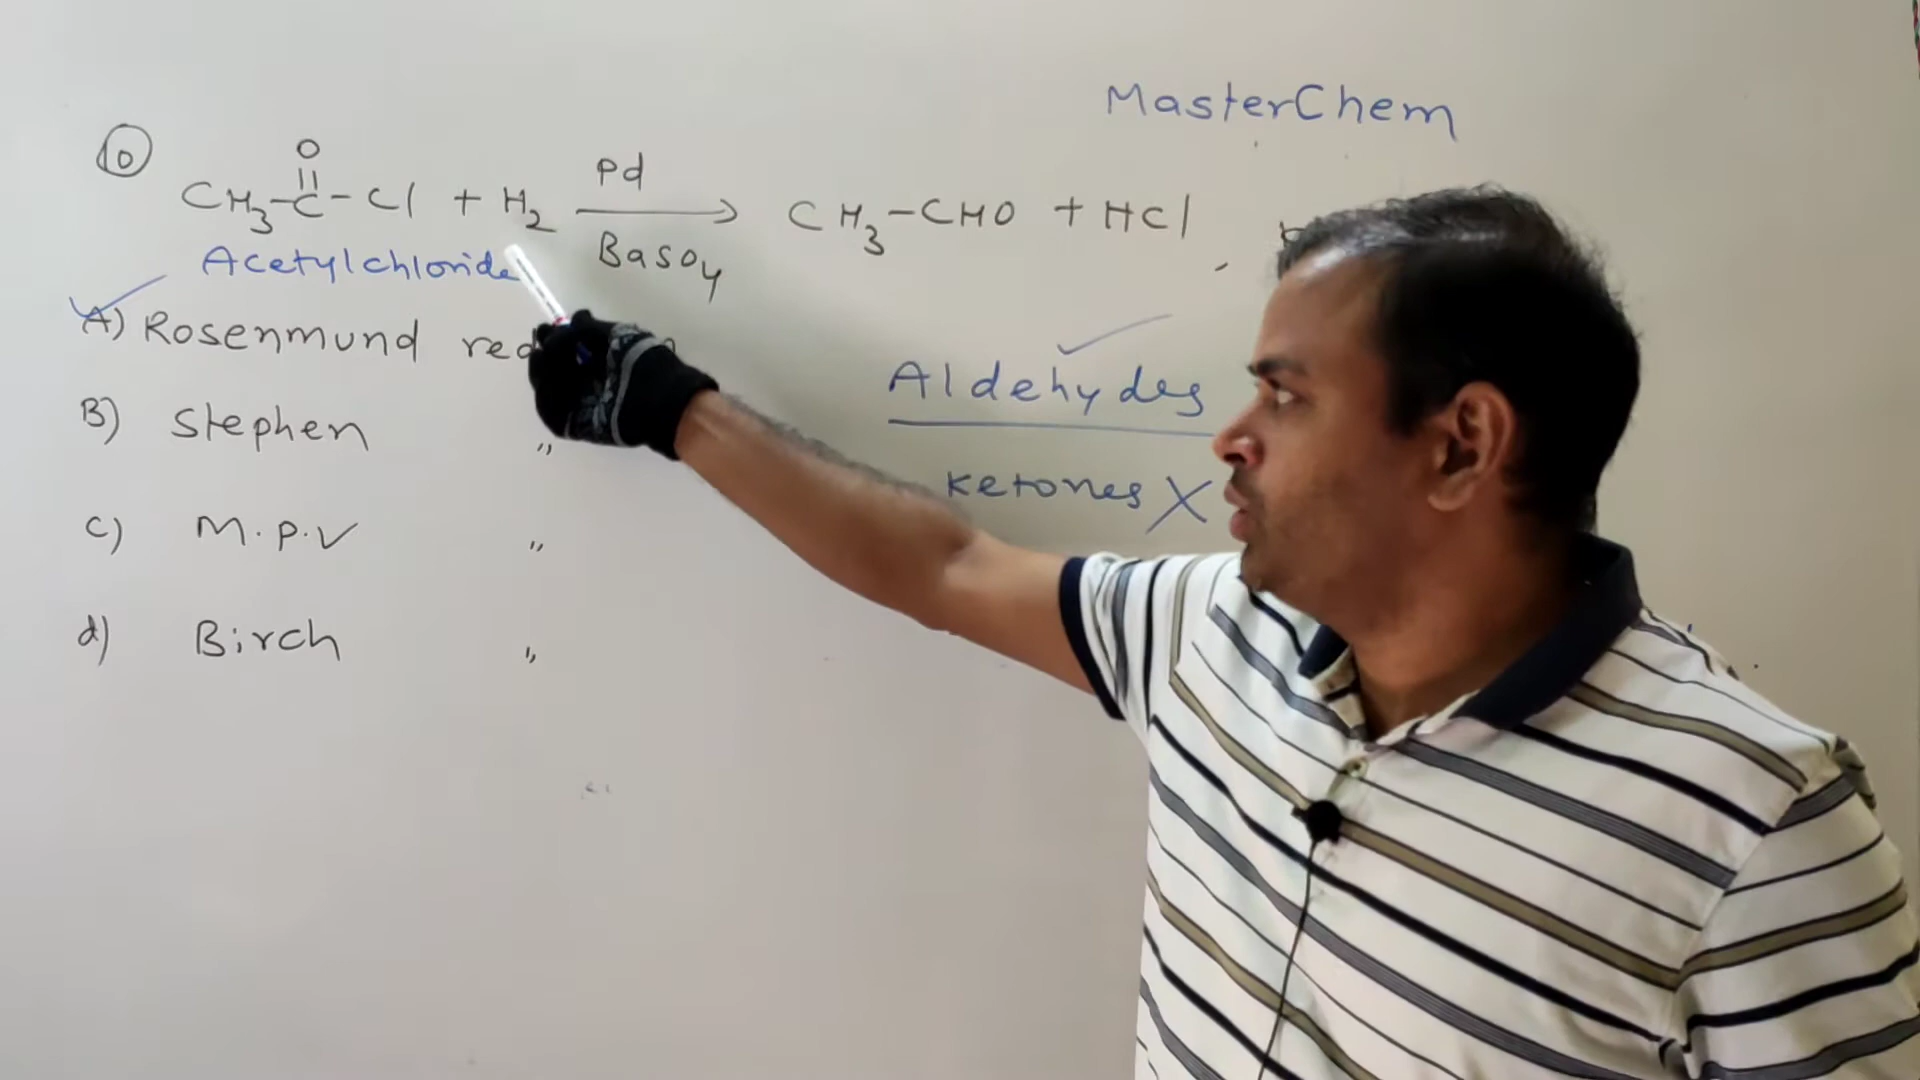 MasterChem
10
O
||
CH3-C-Cl + H2 Pd → CH3-CHO + HCl ,
BaSO4
Acetylchloride
A) Rosenmund red
B) Stephen "
C) M.P.V "
d) Birch "
Aldehydes
Ketones X